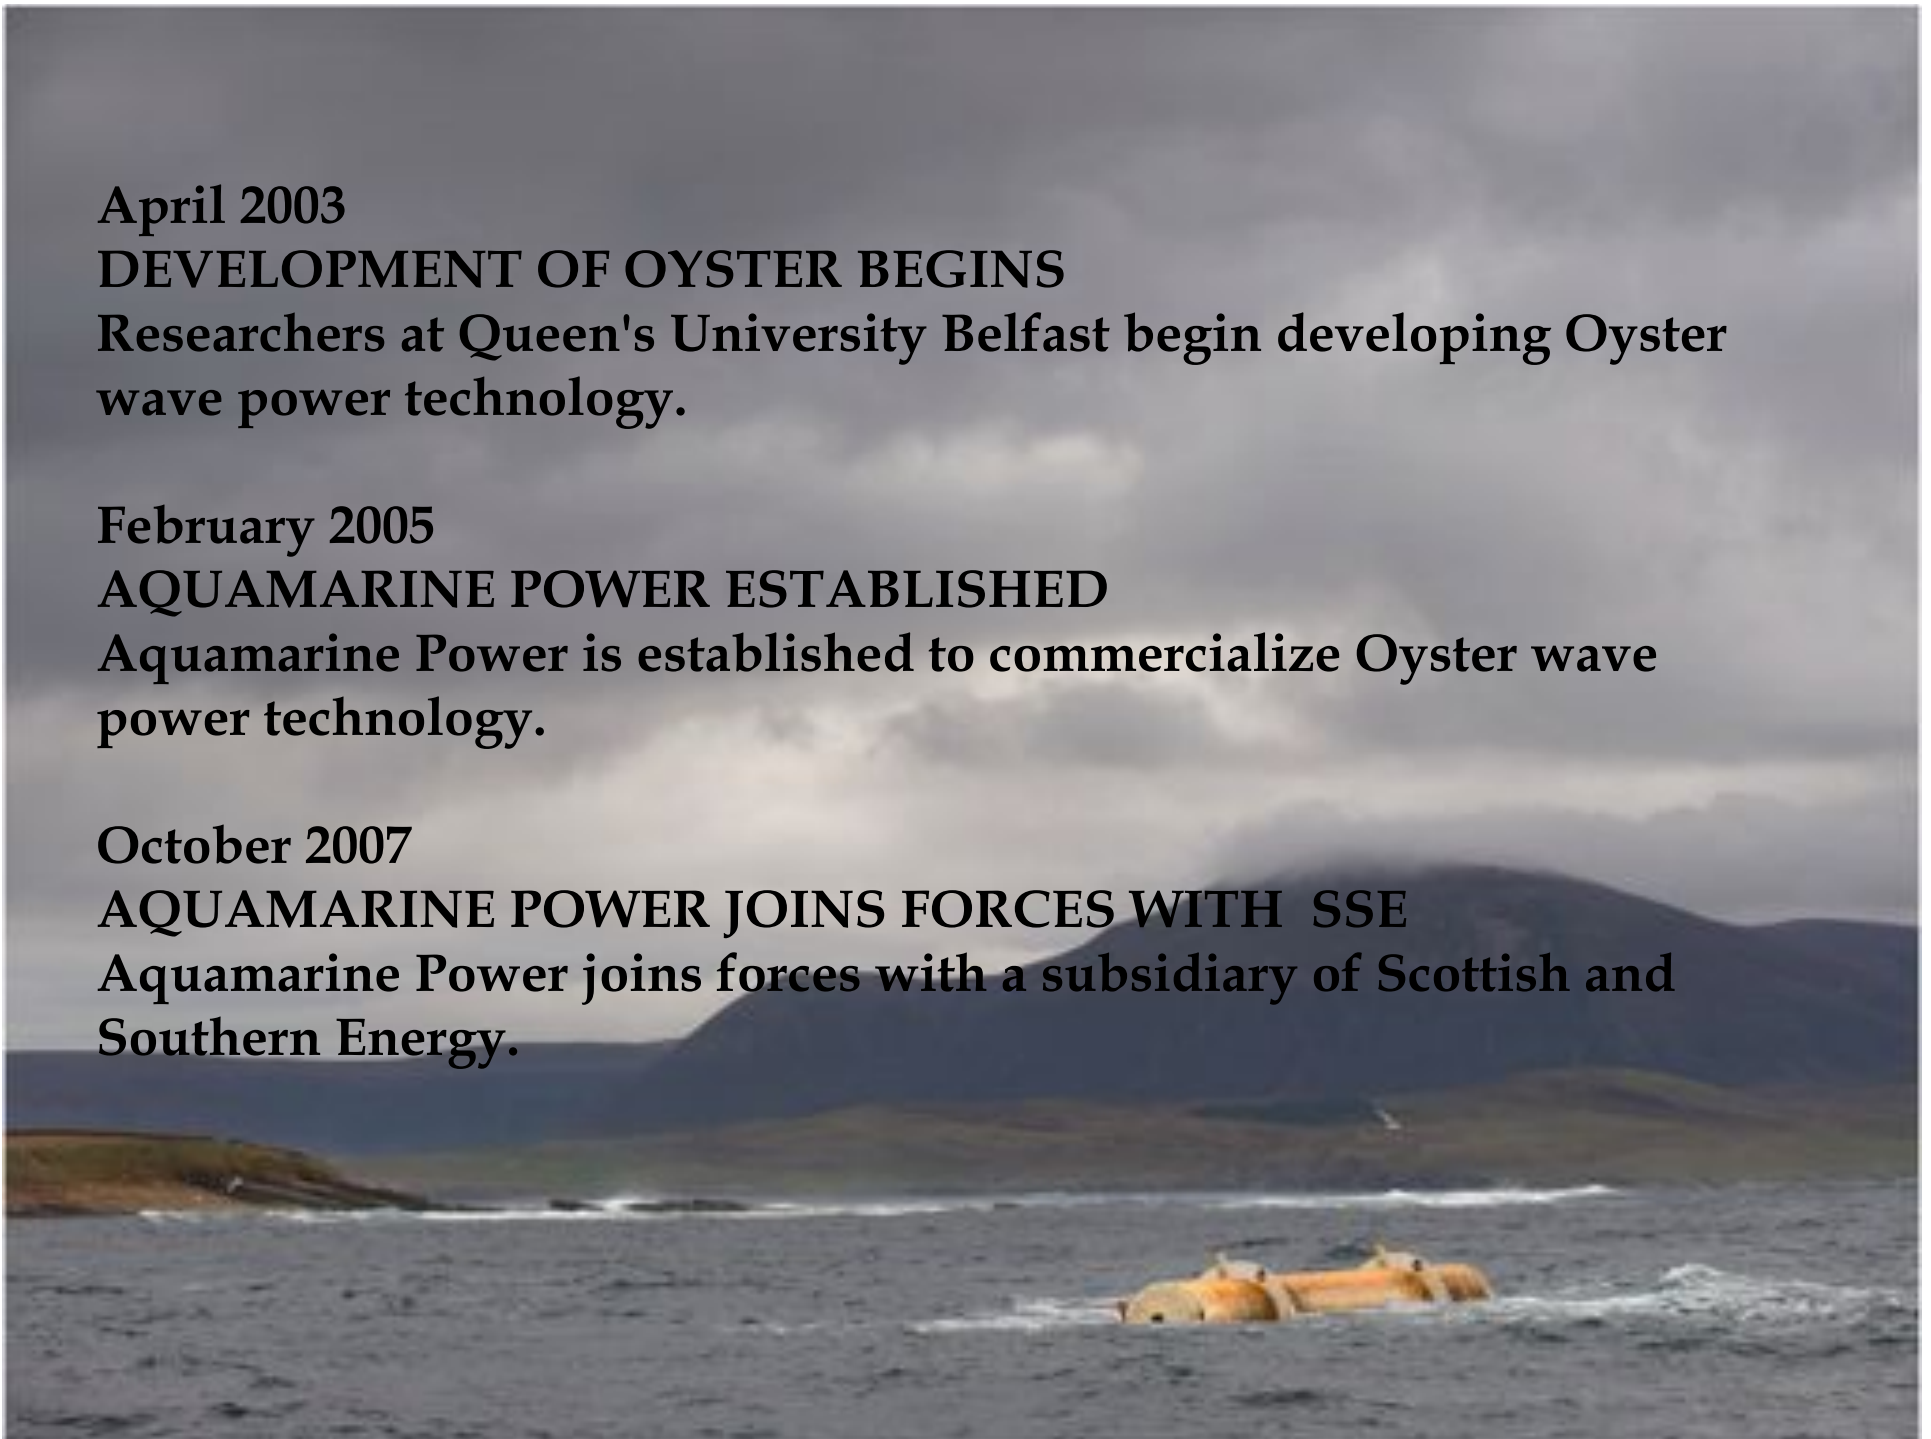 April 2003
DEVELOPMENT OF OYSTER BEGINS
Researchers at Queen's University Belfast begin developing Oyster
wave power technology.
February 2005
AQUAMARINE POWER ESTABLISHED
Aquamarine Power is established to commercialize Oyster wave
power technology.
October 2007
AQUAMARINE POWER JOINS FORCES WITH  SSE
Aquamarine Power joins forces with a subsidiary of Scottish and
Southern Energy.